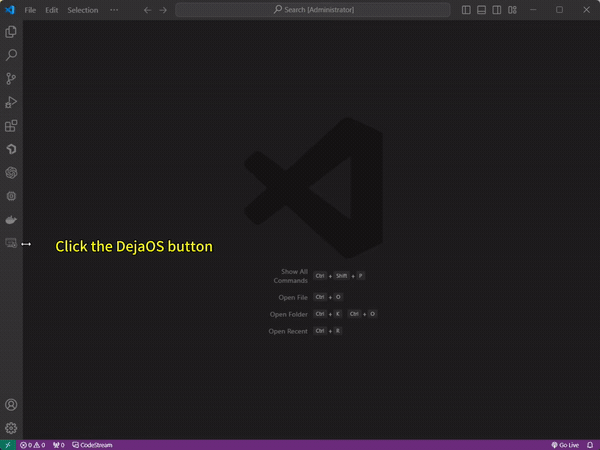 File Edit Selection ··· ← → Search [Administrator]
Click the DejaOS button
Show All Commands Ctrl + Shift + P
Open File Ctrl + O
Open Folder Ctrl + K Ctrl + O
Open Recent Ctrl + R
0 0 0 CodeStream Go Live